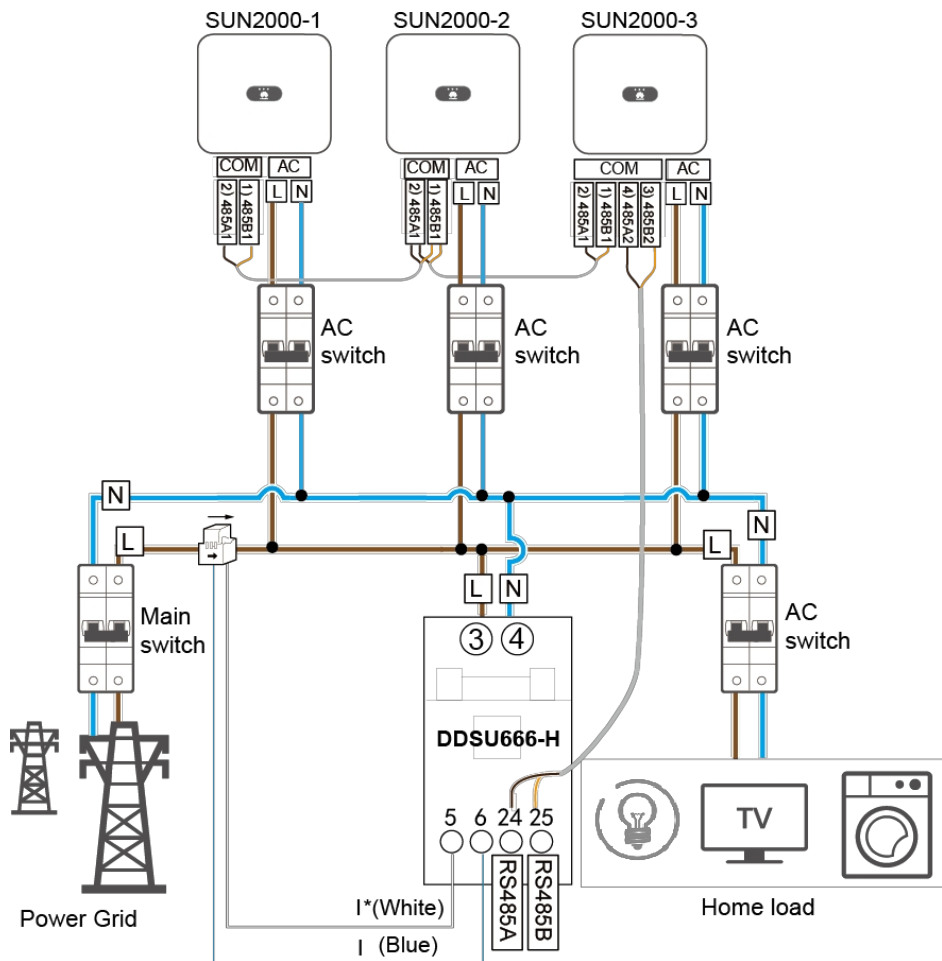 SUN2000-1
SUN2000-2
SUN2000-3
COM
AC
COM
AC
COM
AC
2) 485A1
1) 485B1
L
N
2) 485A1
1) 485B1
L
N
2) 485A1
1) 485B1
4) 485A2
3) 485B2
L
N
AC
switch
AC
switch
AC
switch
N
L
N
L
L
N
Main
switch
AC
switch
3
4
DDSU666-H
5
6
24
25
RS485A
RS485B
TV
Power Grid
I*(White)
I (Blue)
Home load